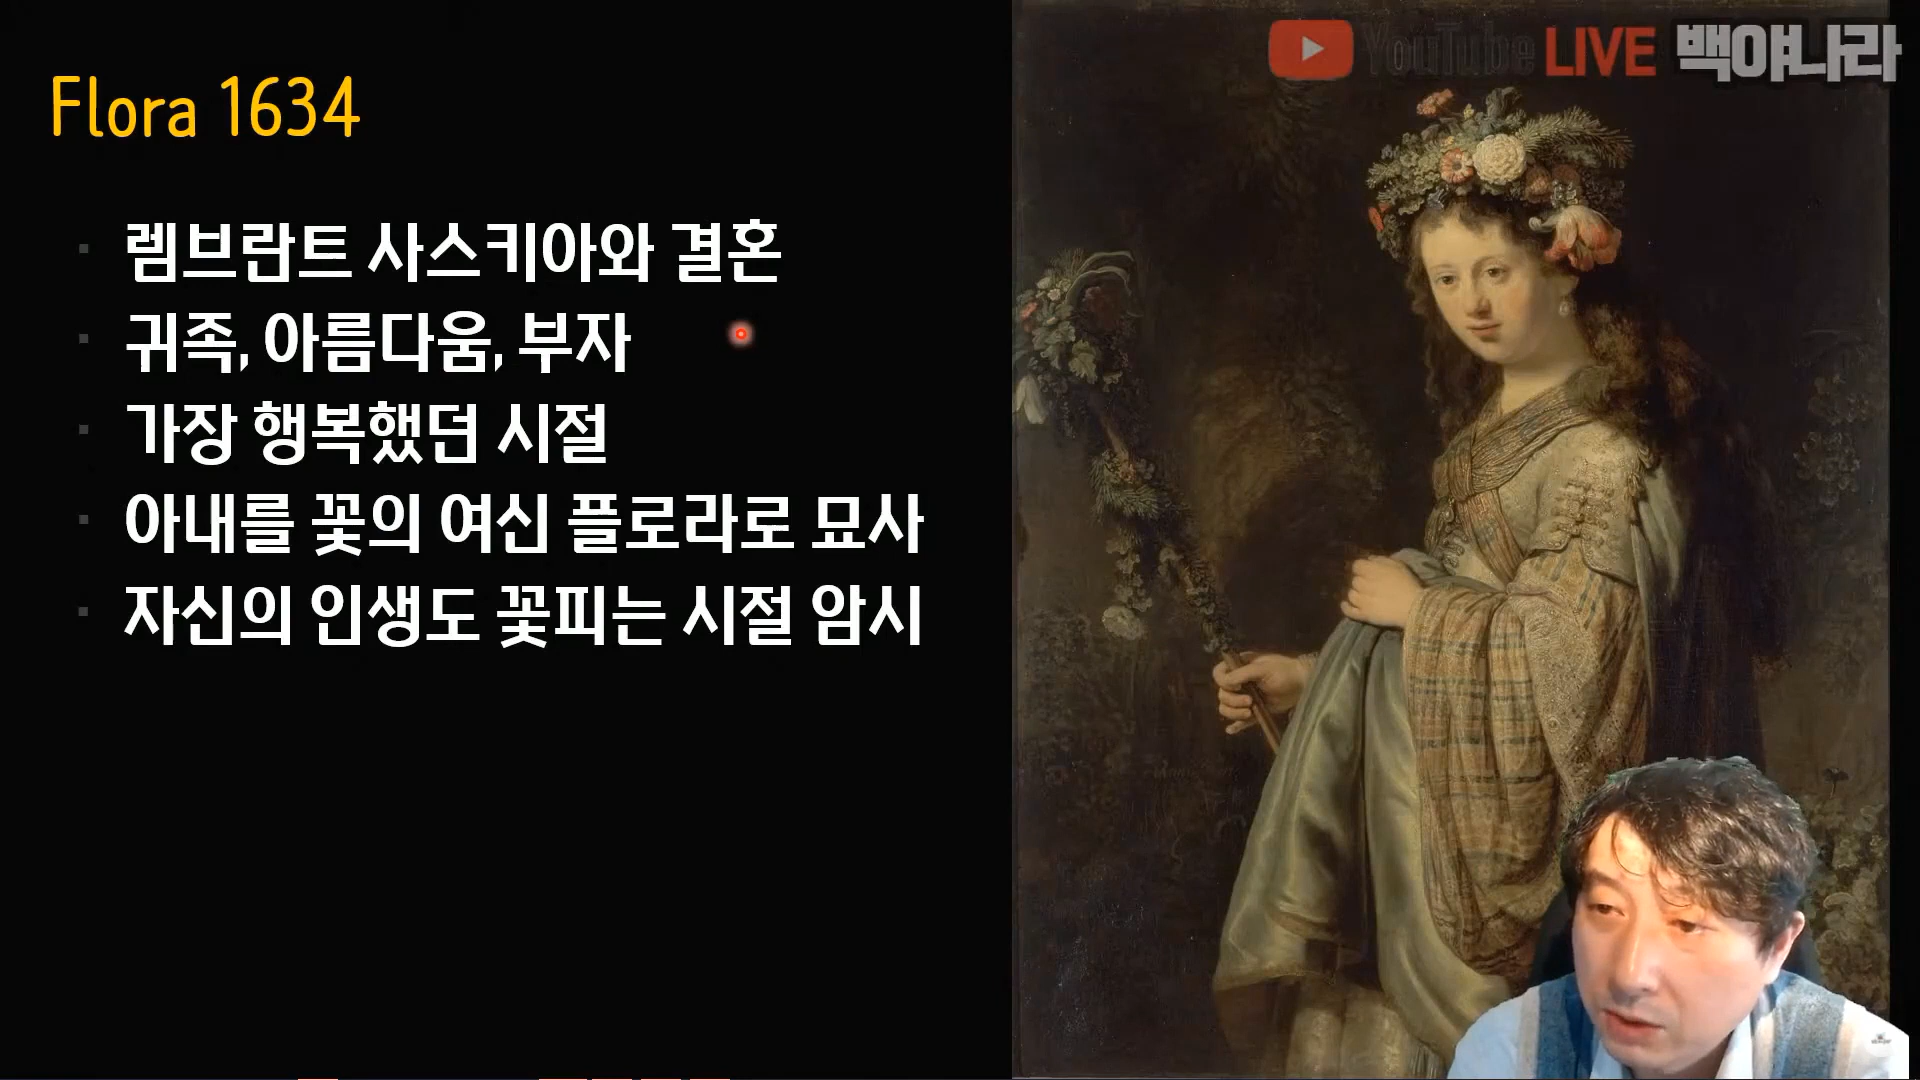 YouTube LIVE 백야나라
Flora 1634
렘브란트 사스키아와 결혼
귀족, 아름다움, 부자
가장 행복했던 시절
아내를 꽃의 여신 플로라로 묘사
자신의 인생도 꽃피는 시절 암시